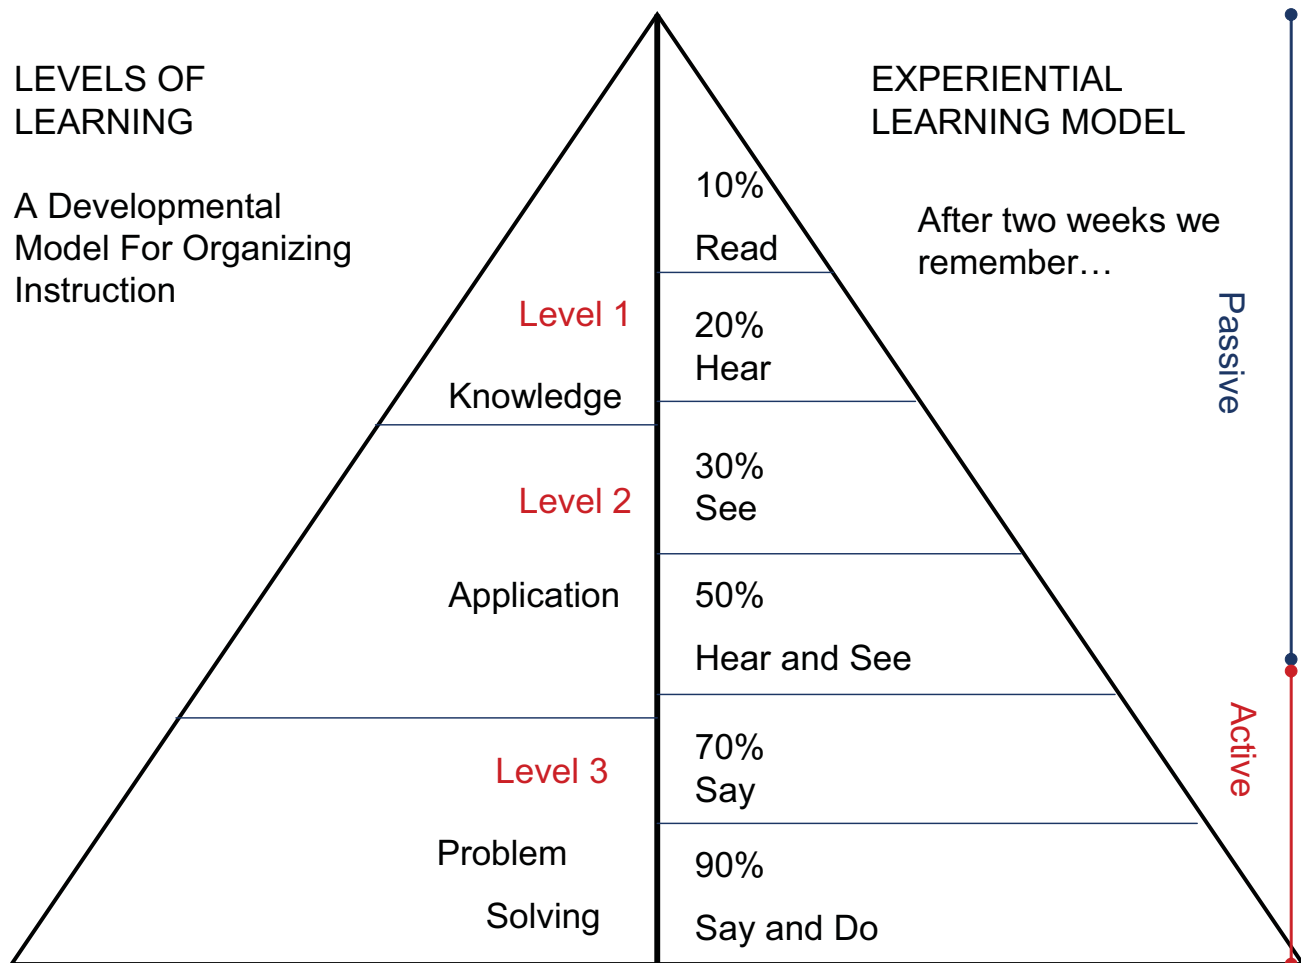 LEVELS OF
LEARNING
A Developmental
Model For Organizing
Instruction
Level 1
Knowledge
Level 2
Application
Level 3
Problem
Solving
EXPERIENTIAL
LEARNING MODEL
After two weeks we
remember…
10%
Read
20%
Hear
30%
See
50%
Hear and See
70%
Say
90%
Say and Do
Passive
Active